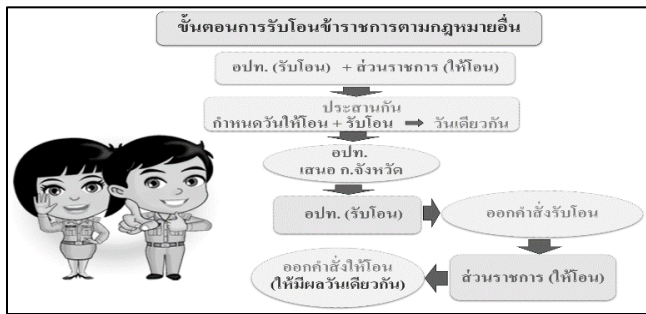 ขั้นตอนการรับโอนข้าราชการตามกฎหมายอื่น
อปท. (รับโอน) + ส่วนราชการ (ให้โอน)
ประสานกัน
กำหนดวันให้โอน + รับโอน → วันเดียวกัน
อปท.
เสนอ ก.จังหวัด
อปท. (รับโอน)
ออกคำสั่งรับโอน
ส่วนราชการ (ให้โอน)
ออกคำสั่งให้โอน
(ให้มีผลวันเดียวกัน)